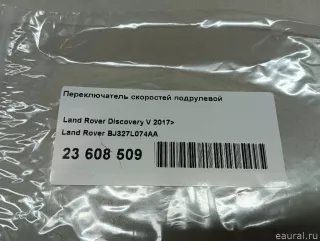 Переключатель скоростей подрулевой
Land Rover Discovery V 2017>
Land Rover BJ327L074AA
23 608 509
© eaural.ru